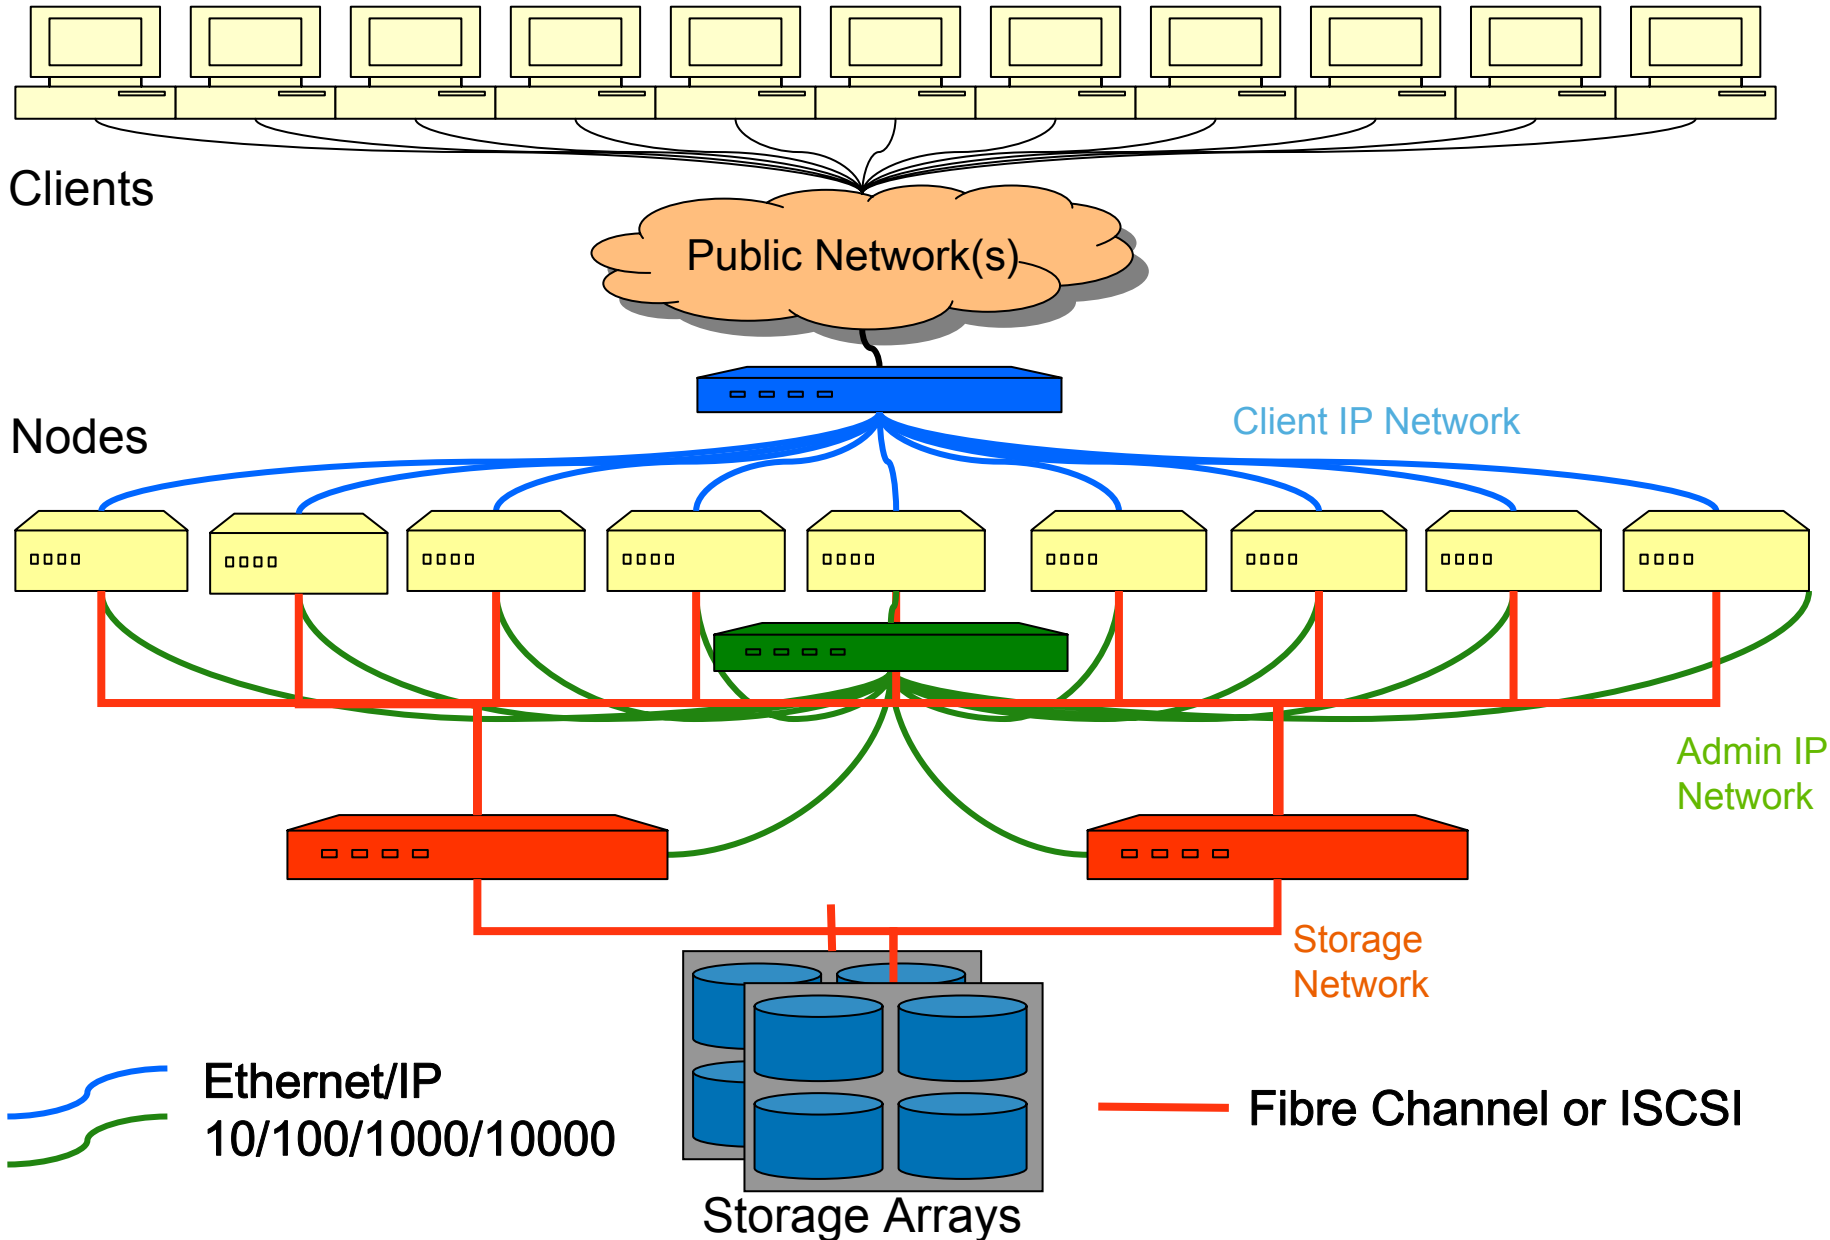 Clients
Public Network(s)
Client IP Network
Nodes
Admin IP
Network
Storage
Network
Ethernet/IP
10/100/1000/10000
Fibre Channel or ISCSI
Storage Arrays